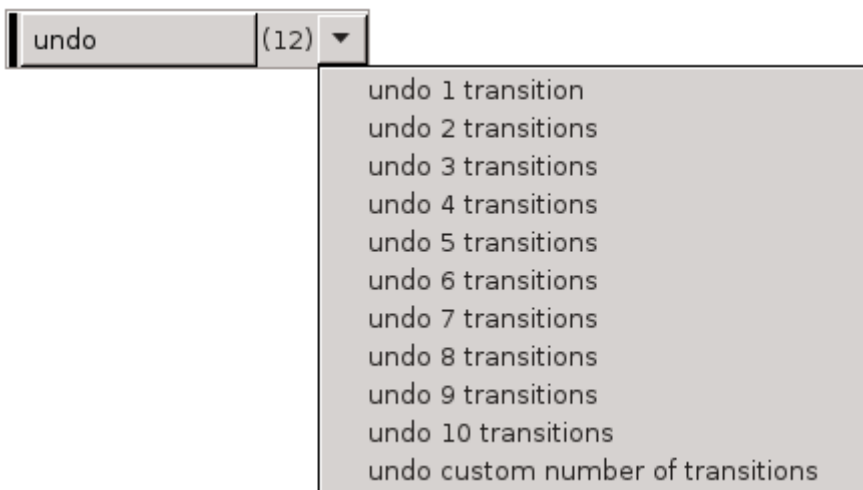 undo (12)
undo 1 transition
undo 2 transitions
undo 3 transitions
undo 4 transitions
undo 5 transitions
undo 6 transitions
undo 7 transitions
undo 8 transitions
undo 9 transitions
undo 10 transitions
undo custom number of transitions